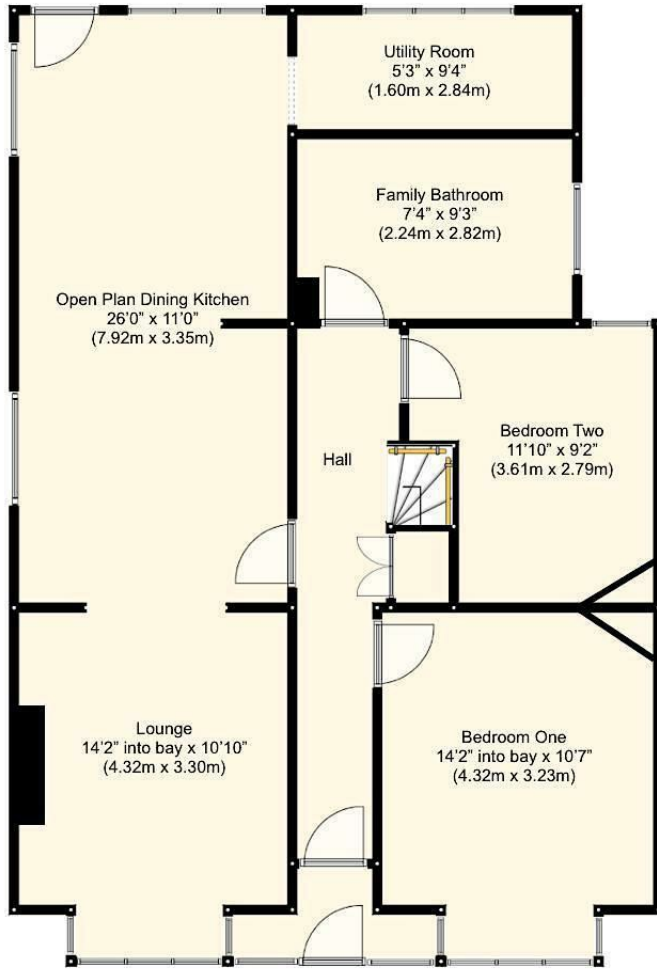 Utility Room
5'3" x 9'4"
(1.60m x 2.84m)
Family Bathroom
7'4" x 9'3"
(2.24m x 2.82m)
Open Plan Dining Kitchen
26'0" x 11'0"
(7.92m x 3.35m)
Hall
Bedroom Two
11'10" x 9'2"
(3.61m x 2.79m)
Lounge
14'2" into bay x 10'10"
(4.32m x 3.30m)
Bedroom One
14'2" into bay x 10'7"
(4.32m x 3.23m)